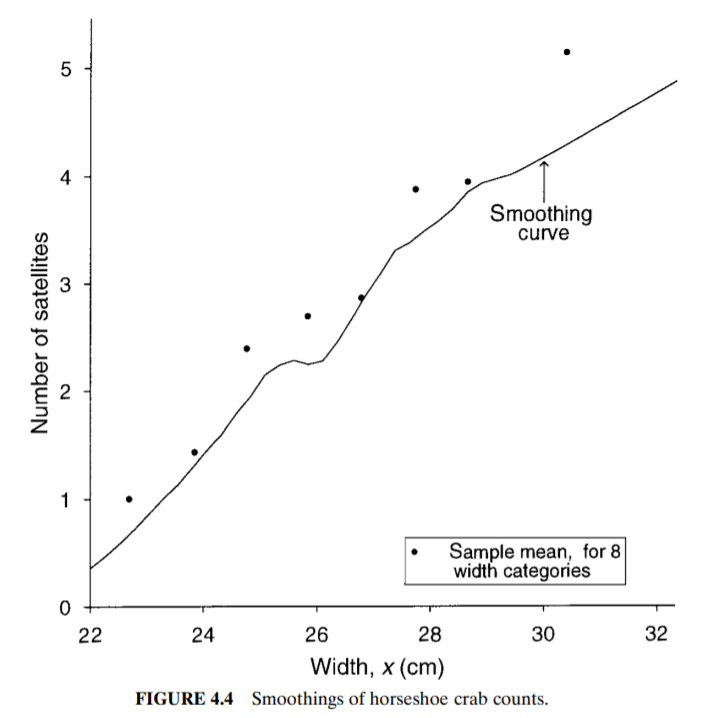 5
4
3
2
1
0
Number of satellites
Smoothing
curve
Sample mean, for 8
width categories
22 24 26 28 30 32
Width, x (cm)
FIGURE 4.4 Smoothings of horseshoe crab counts.